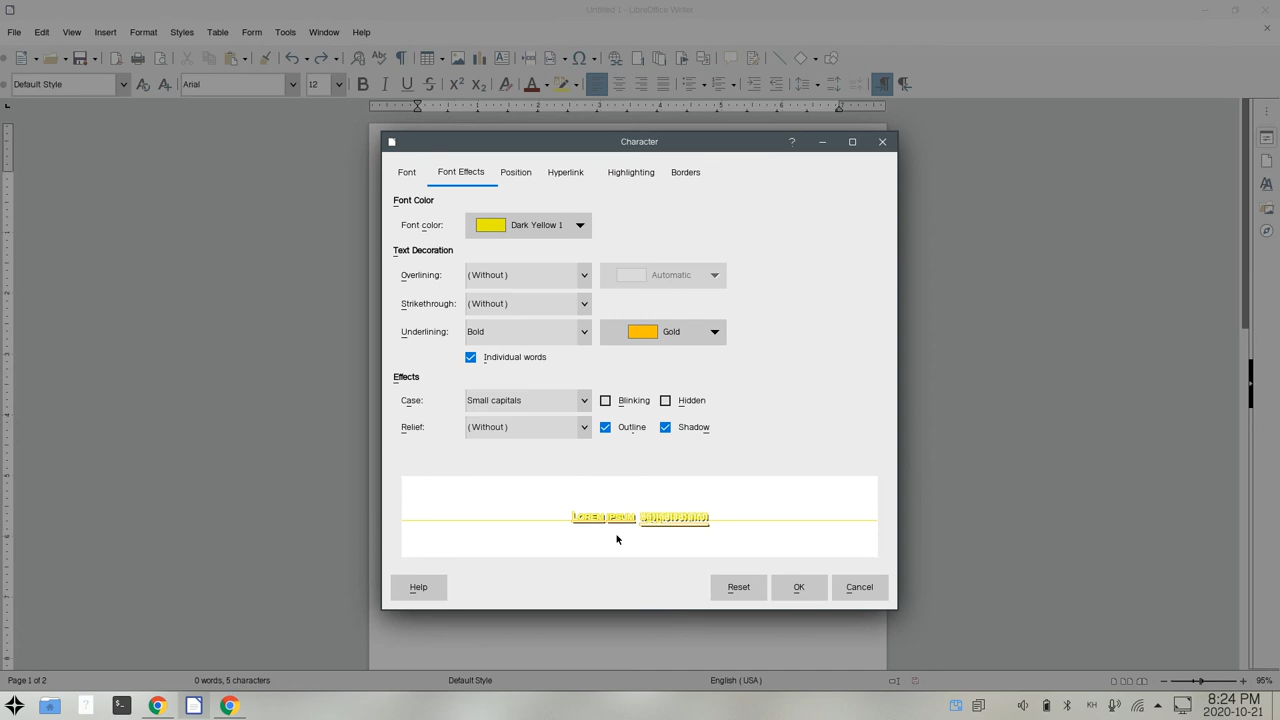 'Untitled 1 - LibreOffice Writer
File Edit View Insert Format Styles Table Form Tools Window Help
Default Style Arial 12
Character
Font Font Effects Position Hyperlink Highlighting Borders
Font Color
Font color: Dark Yellow 1
Text Decoration
Overlining: (Without) Automatic
Strikethrough: (Without)
Underlining: Bold Gold
Individual words
Effects
Case: Small capitals Blinking Hidden
Relief: (Without) Outline Shadow
Lorem ipsum
Help Reset OK Cancel
Page 1 of 2 0 words, 5 characters Default Style English (USA) 95%
KH 8:24 PM
2020-10-21